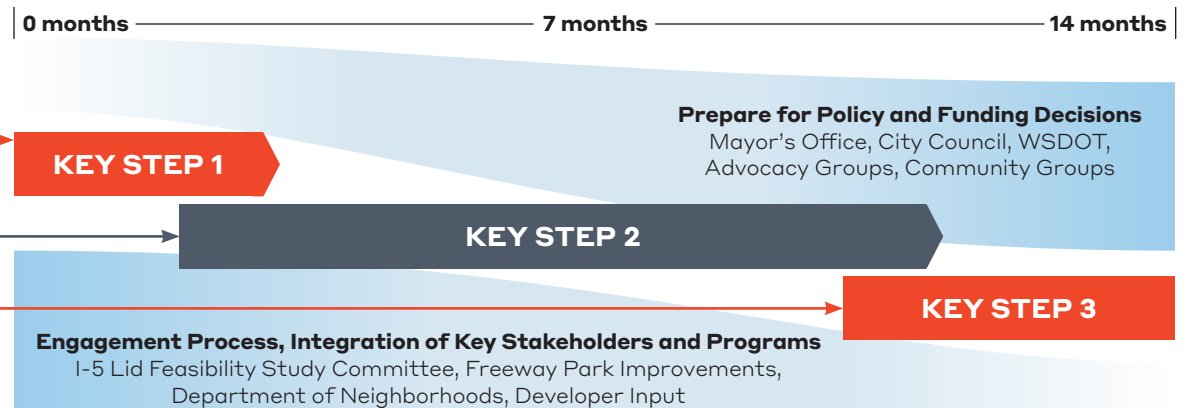 0 months 7 months 14 months
Prepare for Policy and Funding Decisions
Mayor's Office, City Council, WSDOT,
Advocacy Groups, Community Groups
KEY STEP 1
KEY STEP 2
KEY STEP 3
Engagement Process, Integration of Key Stakeholders and Programs
I-5 Lid Feasibility Study Committee, Freeway Park Improvements,
Department of Neighborhoods, Developer Input